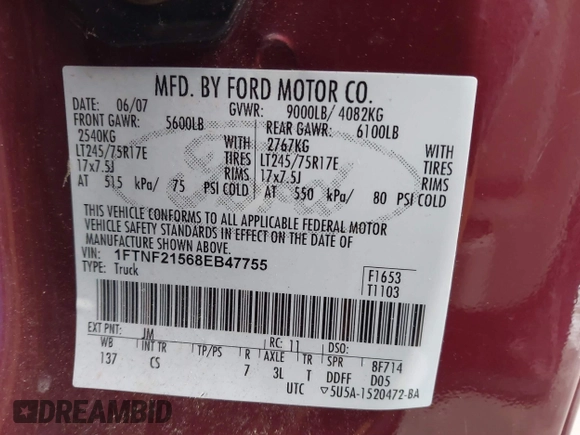 MFD. BY FORD MOTOR CO.
DATE: 06/07 GVWR: 9000LB/ 4082KG
FRONT GAWR: 5600LB REAR GAWR: 6100LB
2540KG WITH 2767KG WITH
LT245/75R17E TIRES LT245/75R17E TIRES
17x7.5J RIMS 17x7.5J RIMS
AT 515 kPa/ 75 PSI COLD AT 550 kPa/ 80 PSI COLD
THIS VEHICLE CONFORMS TO ALL APPLICABLE FEDERAL MOTOR
VEHICLE SAFETY STANDARDS IN EFFECT ON THE DATE OF
MANUFACTURE SHOWN ABOVE.
VIN: 1FTNF21568EB47755
TYPE: Truck
F1653
T1103
EXT PNT: JM RC: 11 DSO:
WB INT TR TP/PS R AXLE TR SPR 8F714
137 CS 7 3L T DDFF D05
UTC ▽5U5A-1520472-BA
Ford
DREAMBID